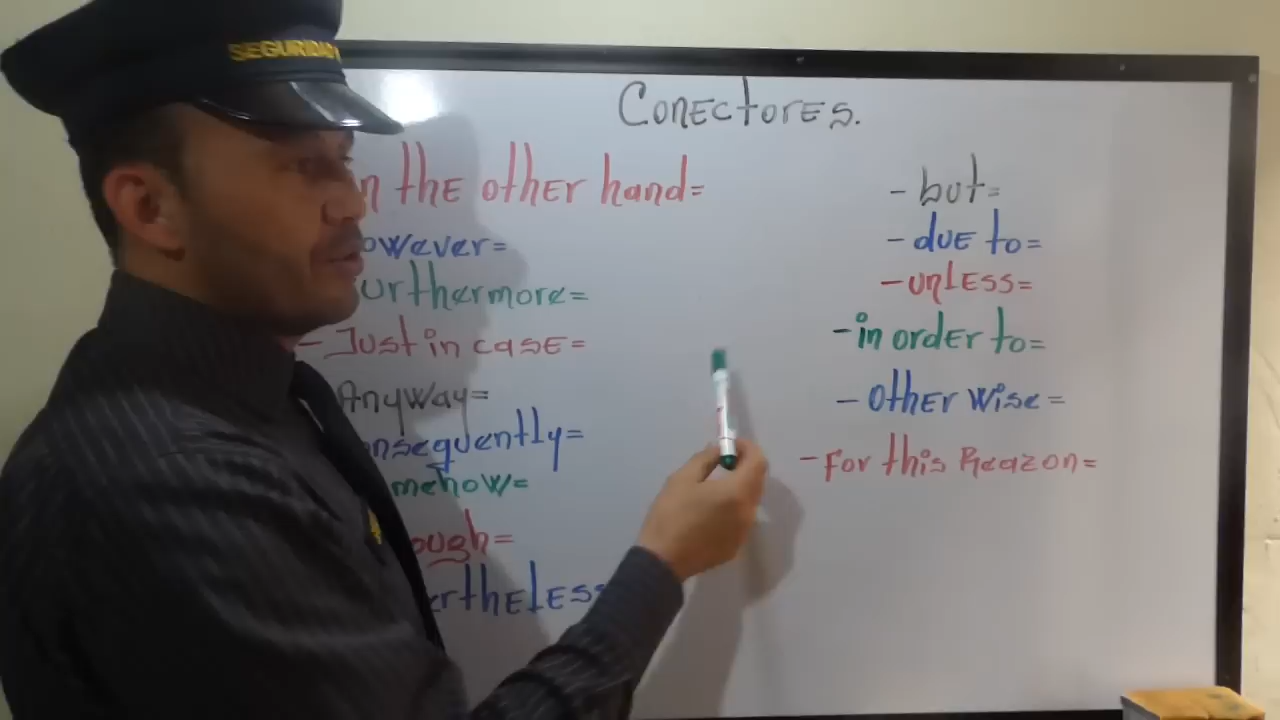 SEGURIDAD
Conectores.
n the other hand=
owever=
urthermore=
- Just in case=
Anyway=
nsequently=
mehow=
ough=
ertheless
- but=
- due to=
- unless=
- in order to=
- other wise=
- For this Reazon=